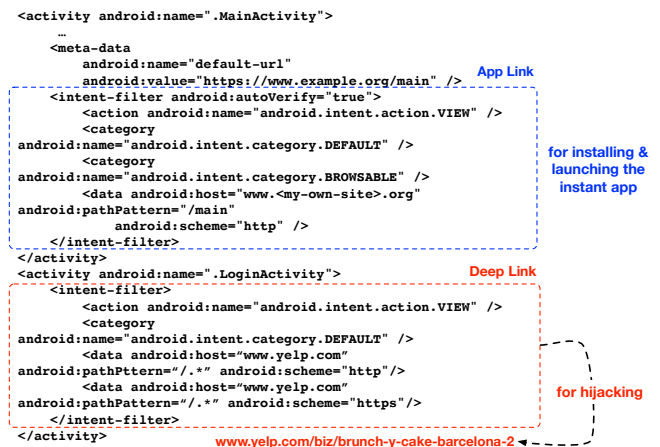 <activity android:name=".MainActivity">
…
<meta-data
android:name="default-url"
android:value="https://www.example.org/main" />
App Link
<intent-filter android:autoVerify="true">
<action android:name="android.intent.action.VIEW" />
<category
android:name="android.intent.category.DEFAULT" />
<category
android:name="android.intent.category.BROWSABLE" />
<data android:host="www.<my-own-site>.org"
android:pathPattern="/main"
android:scheme="http" />
</intent-filter>
for installing &
launching the
instant app
</activity>
<activity android:name=".LoginActivity">
Deep Link
<intent-filter>
<action android:name="android.intent.action.VIEW" />
<category
android:name="android.intent.category.DEFAULT" />
<data android:host=“www.yelp.com”
android:pathPttern=“/.*” android:scheme="http"/>
<data android:host=“www.yelp.com”
android:pathPattern=“/.*” android:scheme="https"/>
</intent-filter>
for hijacking
</activity>
www.yelp.com/biz/brunch-y-cake-barcelona-2